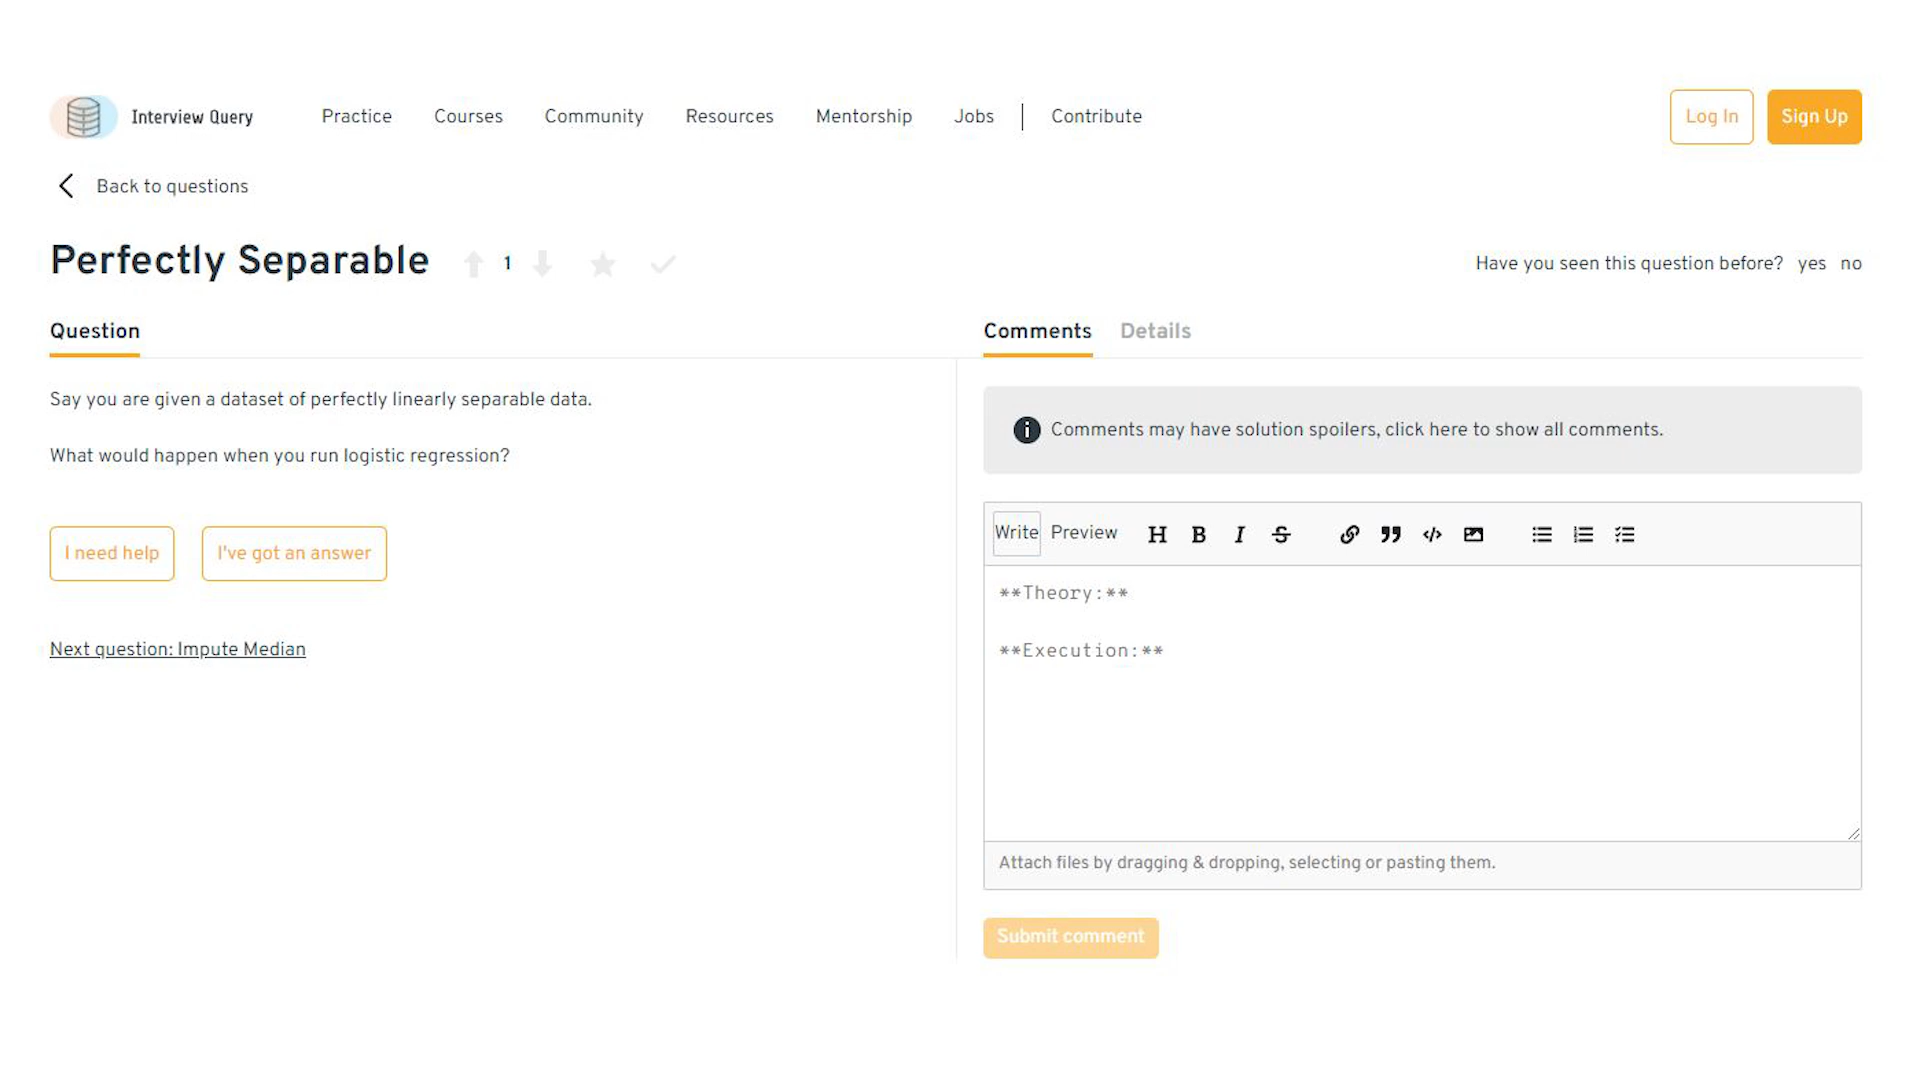 Interview Query
Practice
Courses
Community
Resources
Mentorship
Jobs
Contribute
Log In
Sign Up
Back to questions
Perfectly Separable
1
Have you seen this question before? yes no
Question
Comments
Details
Say you are given a dataset of perfectly linearly separable data.
What would happen when you run logistic regression?
I need help
I've got an answer
Next question: Impute Median
Comments may have solution spoilers, click here to show all comments.
Write
Preview
H B I S
**Theory:**
**Execution:**
Attach files by dragging & dropping, selecting or pasting them.
Submit comment